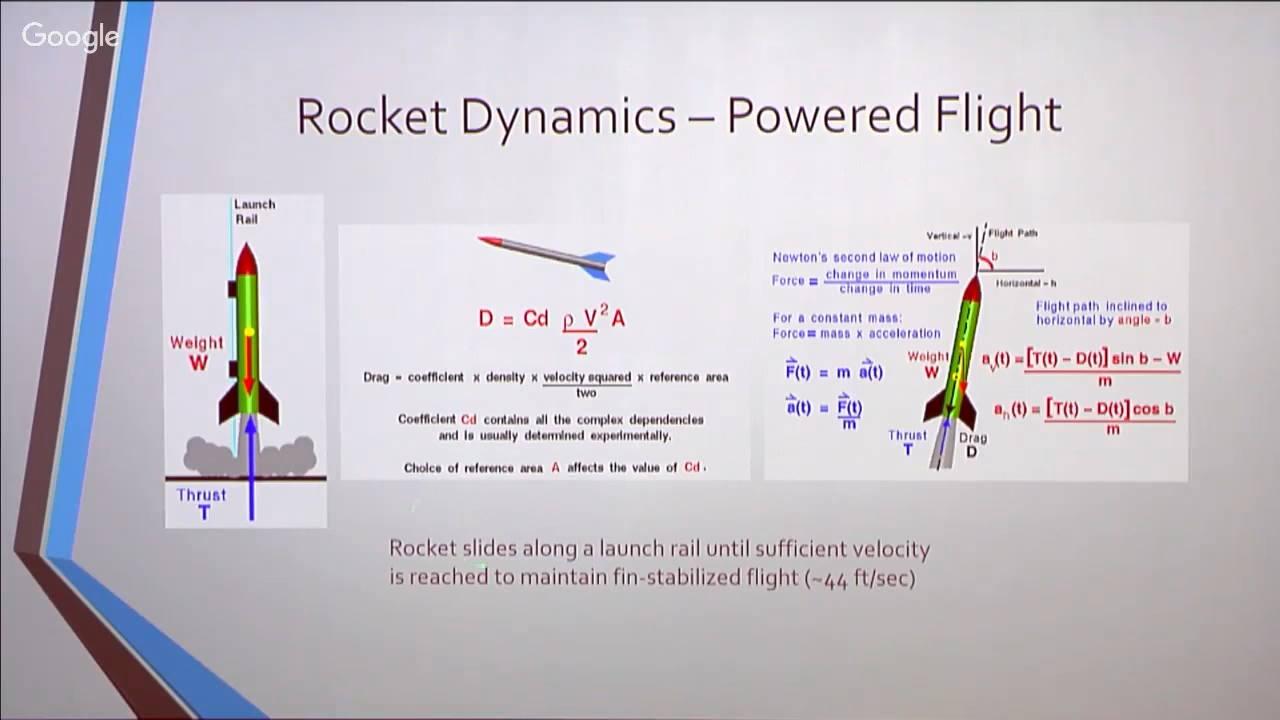 Google
Rocket Dynamics – Powered Flight
Launch
Rail
Weight
W
Thrust
T
D = Cd ρ V² A
2
Drag = coefficient x density x velocity squared x reference area
two
Coefficient Cd contains all the complex dependencies
and is usually determined experimentally.
Choice of reference area A affects the value of Cd.
Vertical - v
Flight Path
b
Horizontal - h
Newton's second law of motion
Force = change in momentum
change in time
For a constant mass:
Force = mass x acceleration
F(t) = m a(t)
a(t) = F(t)
m
Flight path inclined to
horizontal by angle = b
Weight
W
aᵥ(t) = [T(t) – D(t)] sin b – W
m
aₕ(t) = [T(t) – D(t)] cos b
m
Thrust
T
Drag
D
Rocket slides along a launch rail until sufficient velocity
is reached to maintain fin-stabilized flight (~44 ft/sec)